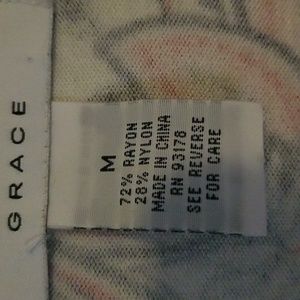 GRACE
M
72% RAYON
28% NYLON
MADE IN CHINA
RN 93178
SEE REVERSE
FOR CARE